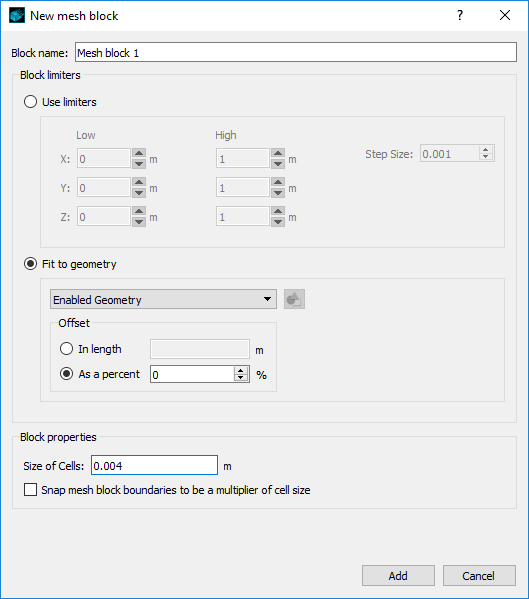 New mesh block
?
Block name: Mesh block 1
Block limiters
Use limiters
Low High
X: 0 m 1 m Step Size: 0.001
Y: 0 m 1 m
Z: 0 m 1 m
Fit to geometry
Enabled Geometry
Offset
In length m
As a percent 0 %
Block properties
Size of Cells: 0.004 m
Snap mesh block boundaries to be a multiplier of cell size
Add Cancel